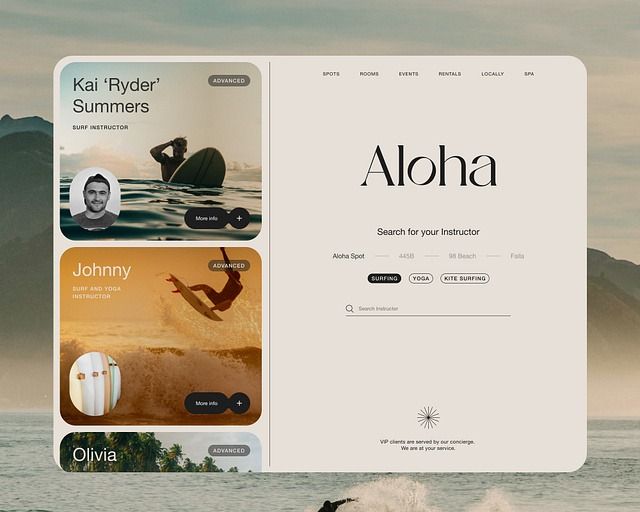 Kai ‘Ryder’
Summers
SURF INSTRUCTOR
ADVANCED
More info
+
Johnny
SURF AND YOGA
INSTRUCTOR
ADVANCED
More info
+
Olivia
ADVANCED
SPOTS ROOMS EVENTS RENTALS LOCALLY SPA
Aloha
Search for your Instructor
Aloha Spot 445B 98 Beach Falla
SURFING YOGA KITE SURFING
Search Instructor
VIP clients are served by our concierge.
We are at your service.